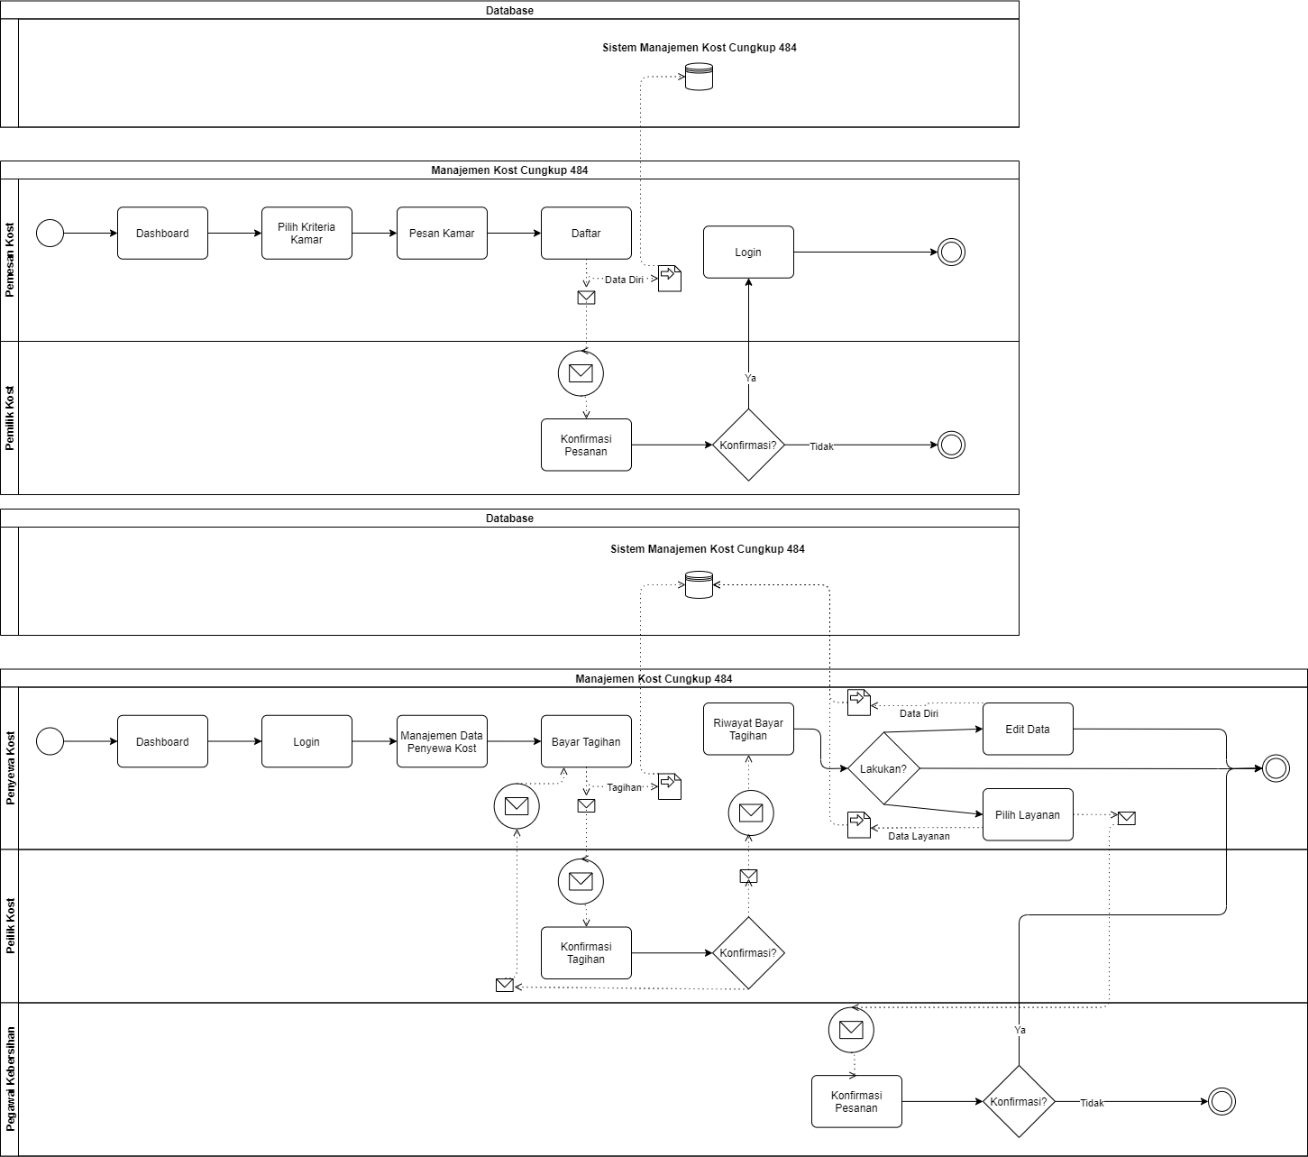 Database
Sistem Manajemen Kost Cungkup 484
Manajemen Kost Cungkup 484
Pemesan Kost
Dashboard
Pilih Kriteria
Kamar
Pesan Kamar
Daftar
Login
Data Diri
Pemilik Kost
Ya
Konfirmasi
Pesanan
Konfirmasi?
Tidak
Database
Sistem Manajemen Kost Cungkup 484
Manajemen Kost Cungkup 484
Penyewa Kost
Dashboard
Login
Manajemen Data
Penyewa Kost
Bayar Tagihan
Riwayat Bayar
Tagihan
Data Diri
Edit Data
Lakukan?
Tagihan
Pilih Layanan
Data Layanan
Peilik Kost
Konfirmasi
Tagihan
Konfirmasi?
Pegawai Kebersihan
Ya
Konfirmasi
Pesanan
Konfirmasi?
Tidak